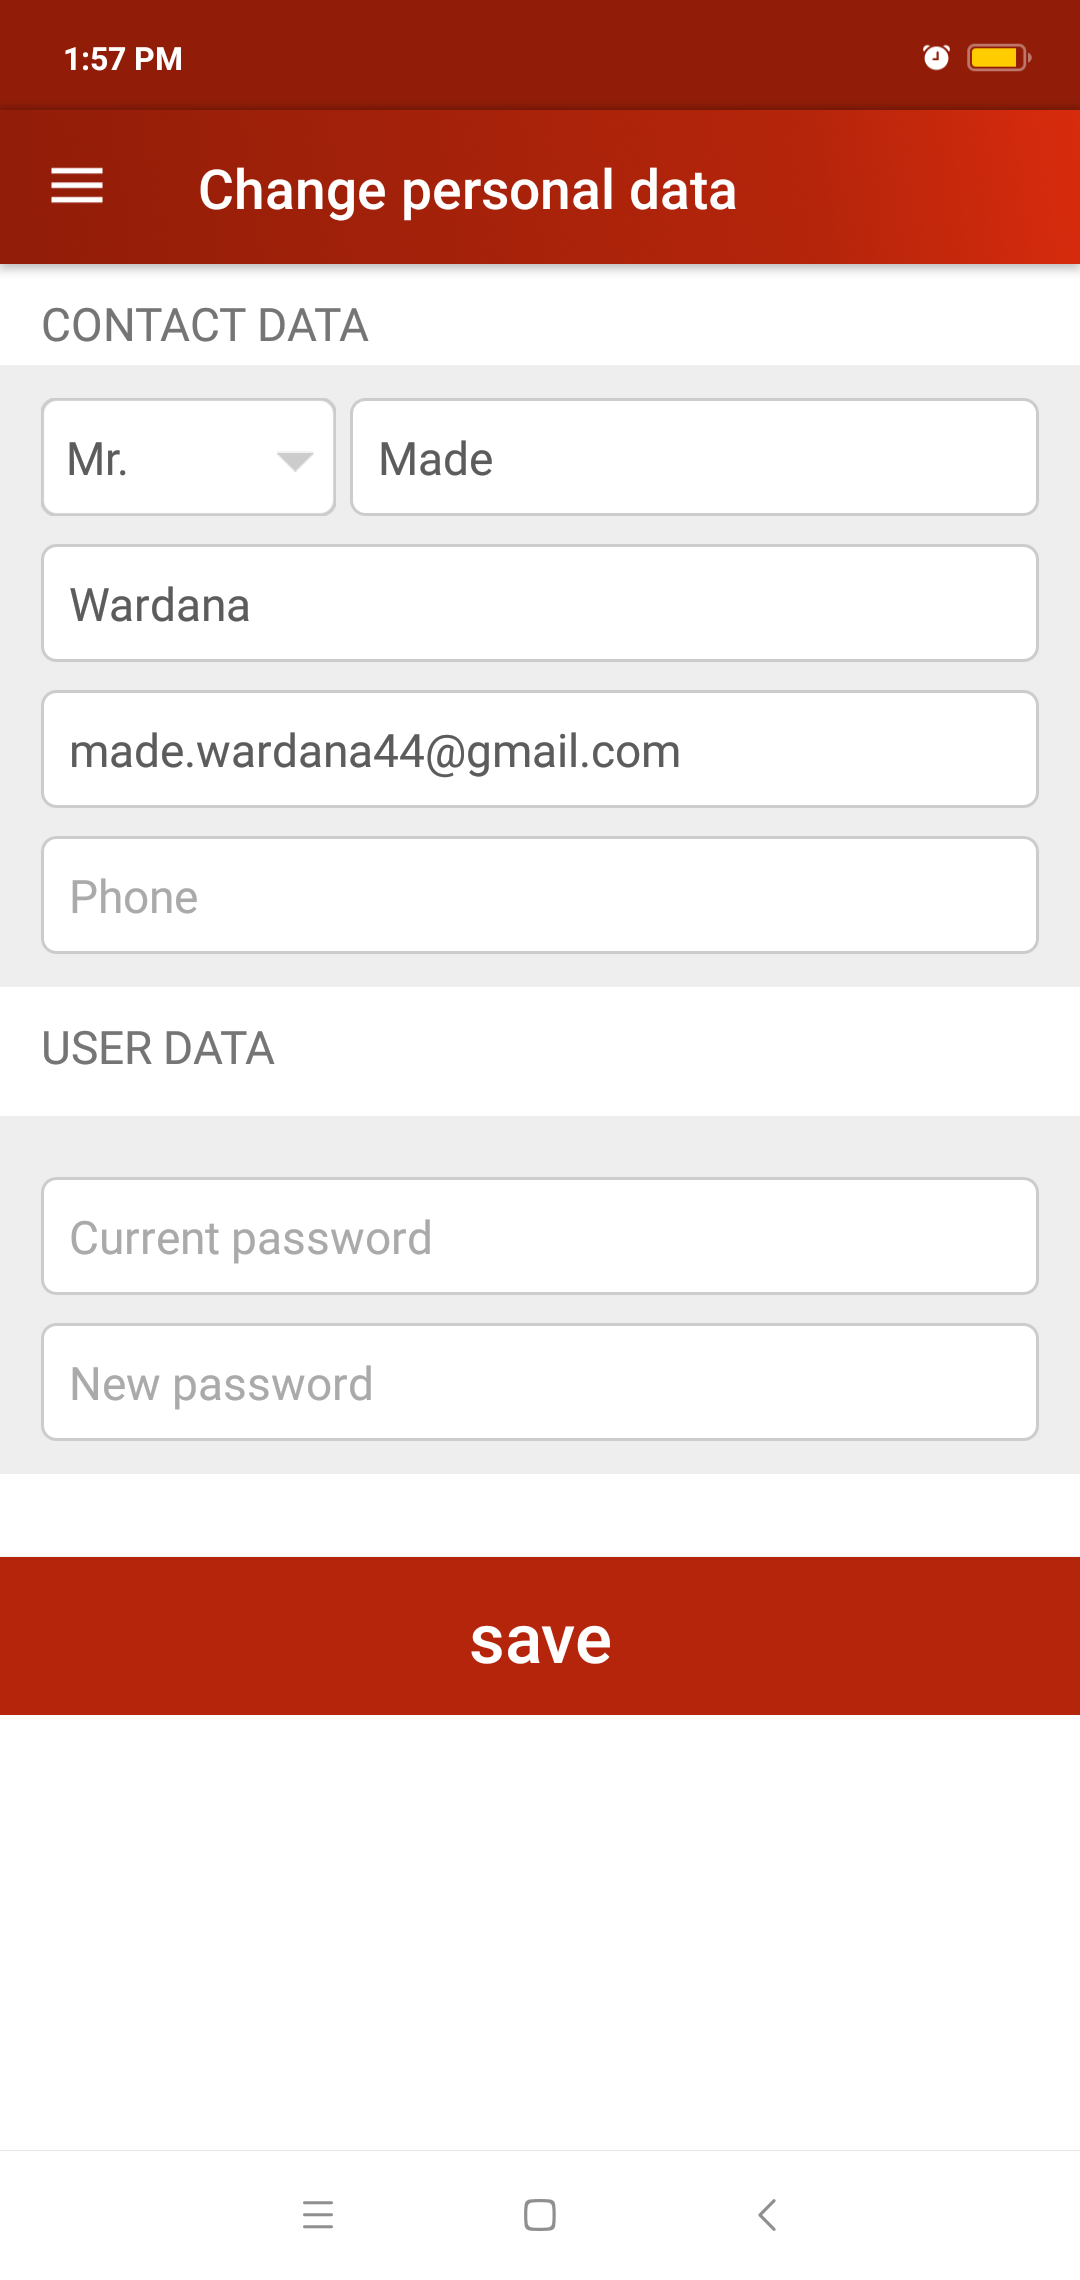 1:57 PM
Change personal data
CONTACT DATA
Mr.
Made
Wardana
made.wardana44@gmail.com
Phone
USER DATA
Current password
New password
save